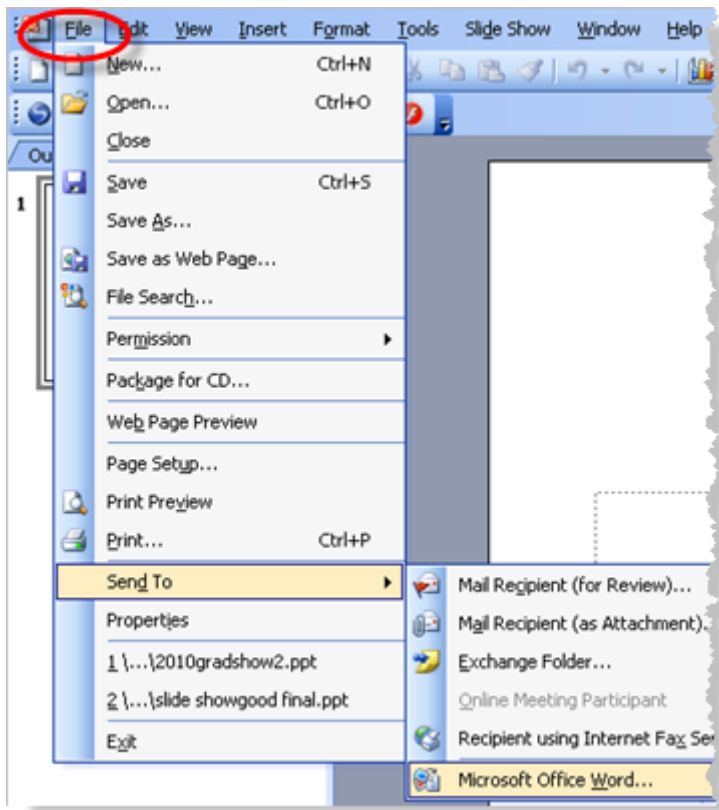 File Edit View Insert Format Tools Slide Show Window Help
New... Ctrl+N
Open... Ctrl+O
Close
Ou
Save Ctrl+S
1
Save As...
Save as Web Page...
File Search...
Permission
Package for CD...
Web Page Preview
Page Setup...
Print Preview
Print... Ctrl+P
Send To
Mail Recipient (for Review)...
Properties
Mail Recipient (as Attachment).
1 \...\2010gradshow2.ppt
Exchange Folder...
2 \...\slide showgood final.ppt
Online Meeting Participant
Exit
Recipient using Internet Fax Ser
Microsoft Office Word...